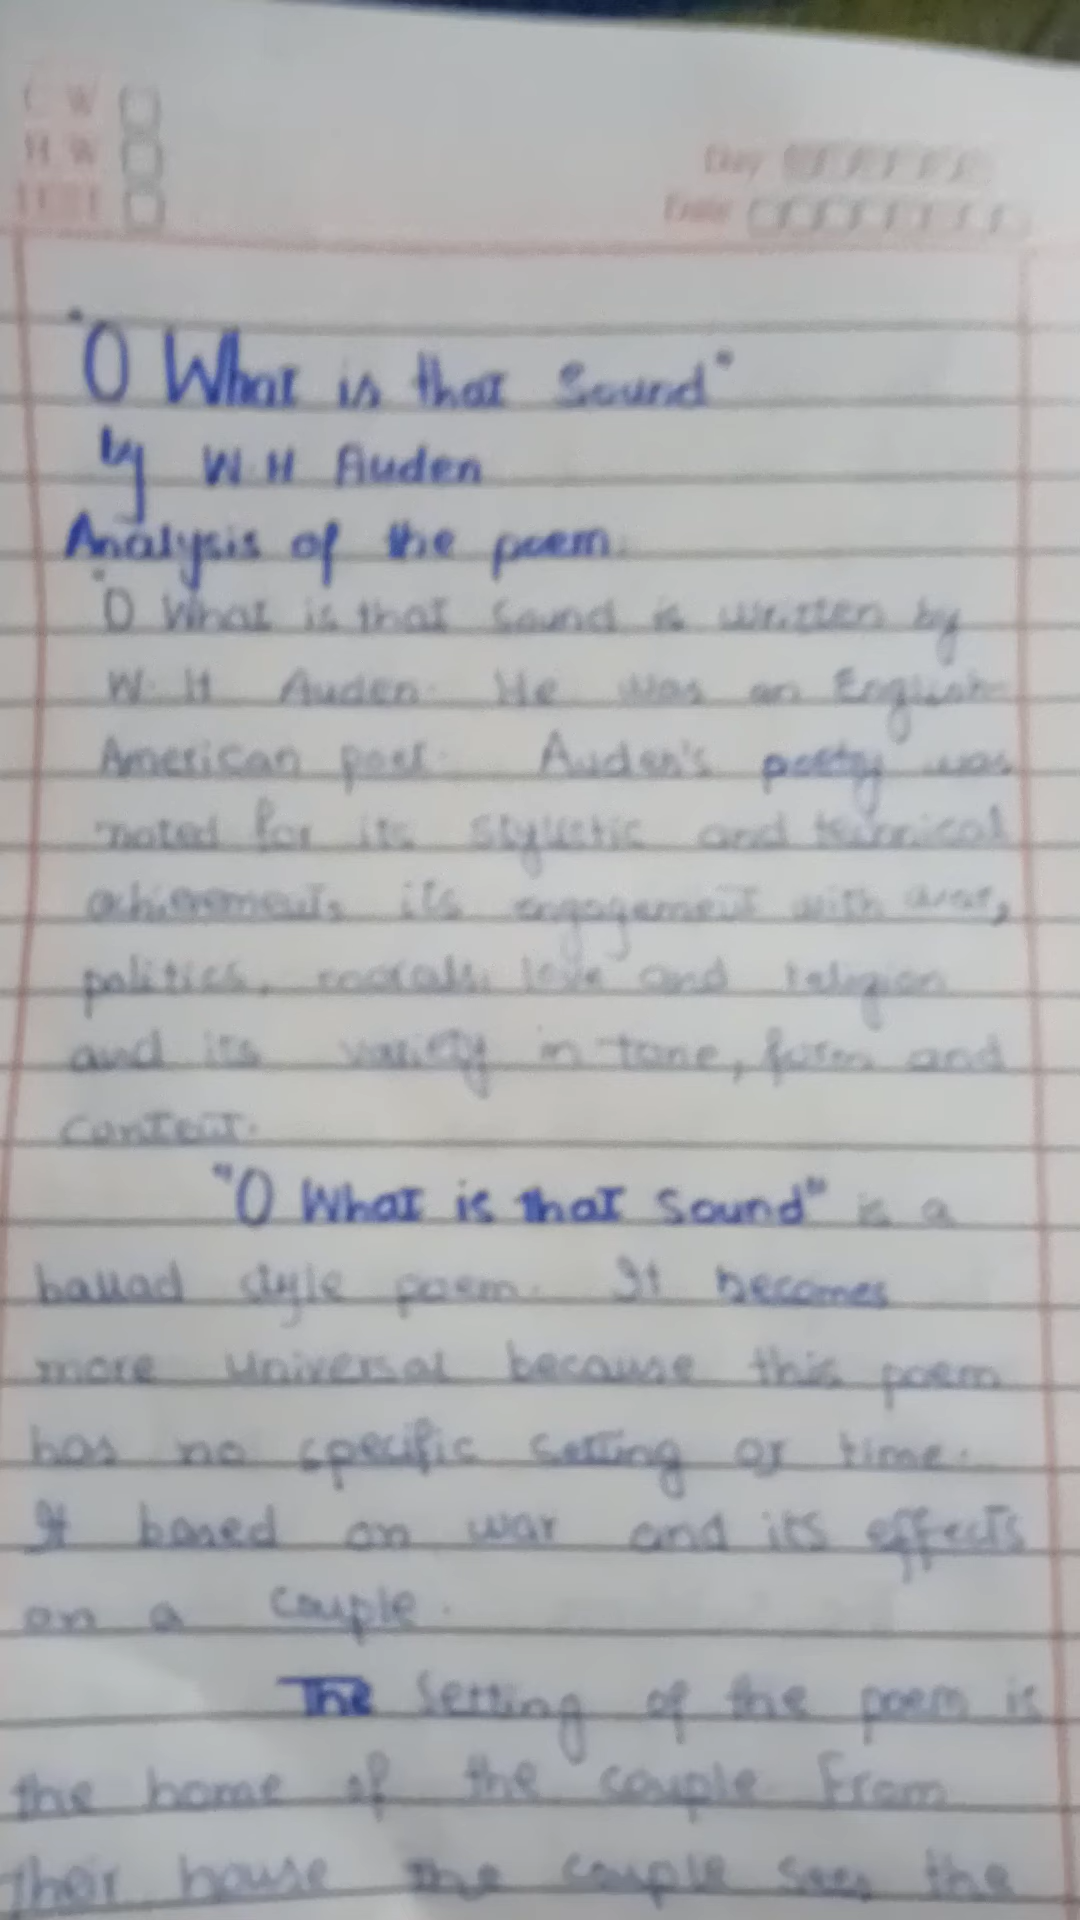 C W
H W
TEST
Day
Date
"O What is that Sound"
by W.H Auden
Analysis of the poem.
"O What is that Sound is written by
W. H Auden. He was an English-
American poet. Auden's poetry was
noted for its stylistic and technical
achievements its engagement with war,
politics, morals, love and religion
and its variety in tone, form and
content.
"O What is that Sound" is a
ballad style poem. It becomes
more universal because this poem
has no specific setting or time.
It based on war and its effects
on a couple.
The Setting of the poem is
the home of the couple. From
their house the couple sees the